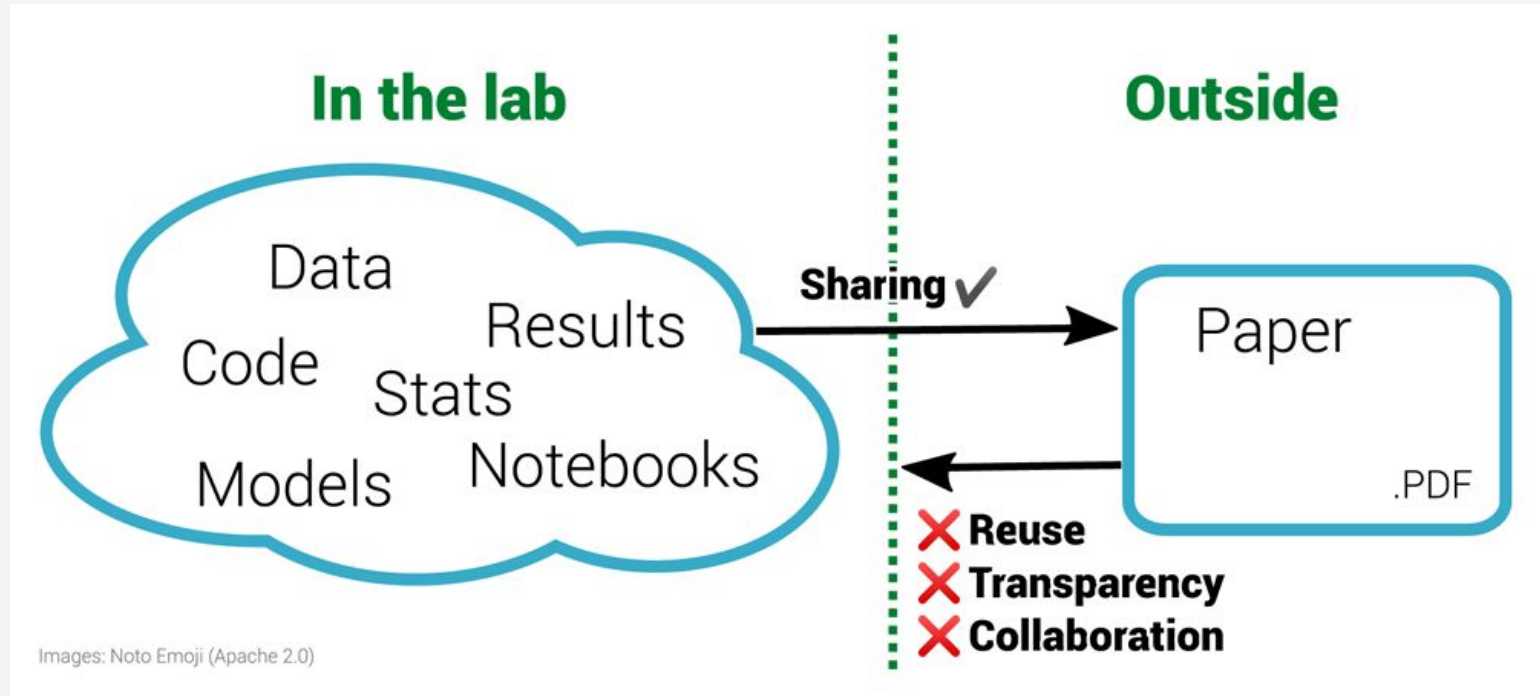 In the lab
Outside
Data
Results
Code
Stats
Models
Notebooks
Sharing ✔
Paper
.PDF
❌ Reuse
❌ Transparency
❌ Collaboration
Images: Noto Emoji (Apache 2.0)